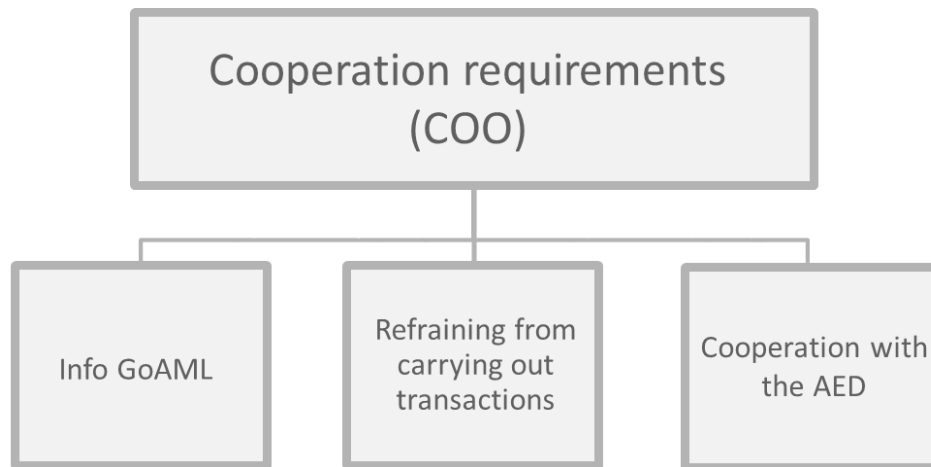 Cooperation requirements
(COO)
Info GoAML
Refraining from
carrying out
transactions
Cooperation with
the AED